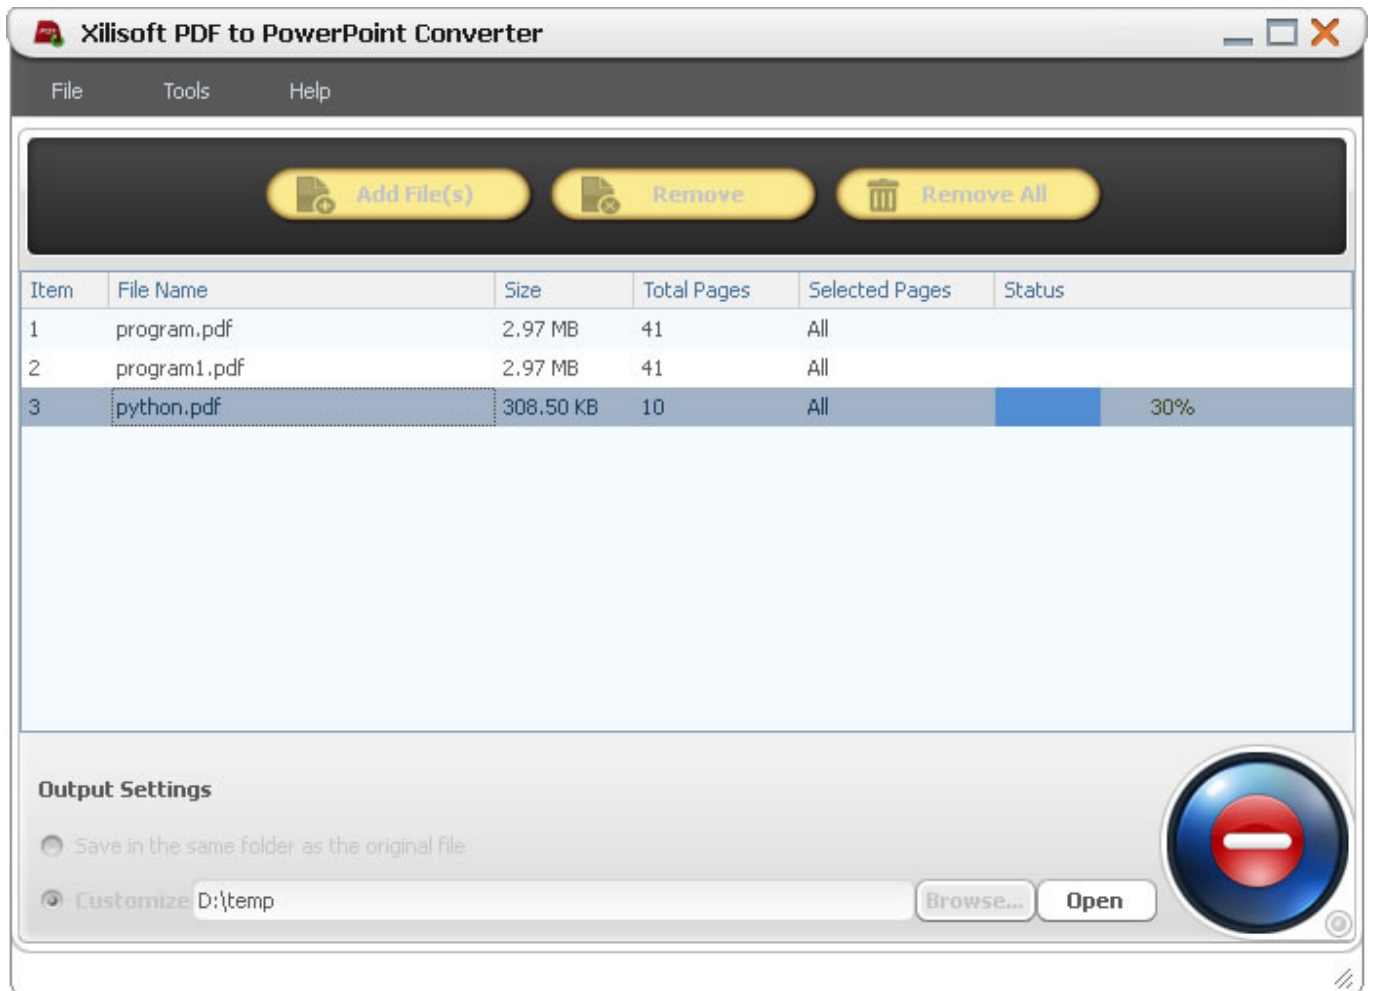 Xilisoft PDF to PowerPoint Converter
File Tools Help
Add File(s) Remove Remove All
Item File Name Size Total Pages Selected Pages Status
1 program.pdf 2.97 MB 41 All
2 program1.pdf 2.97 MB 41 All
3 python.pdf 308.50 KB 10 All 30%
Output Settings
Save in the same folder as the original file
Customize D:\temp Browse... Open